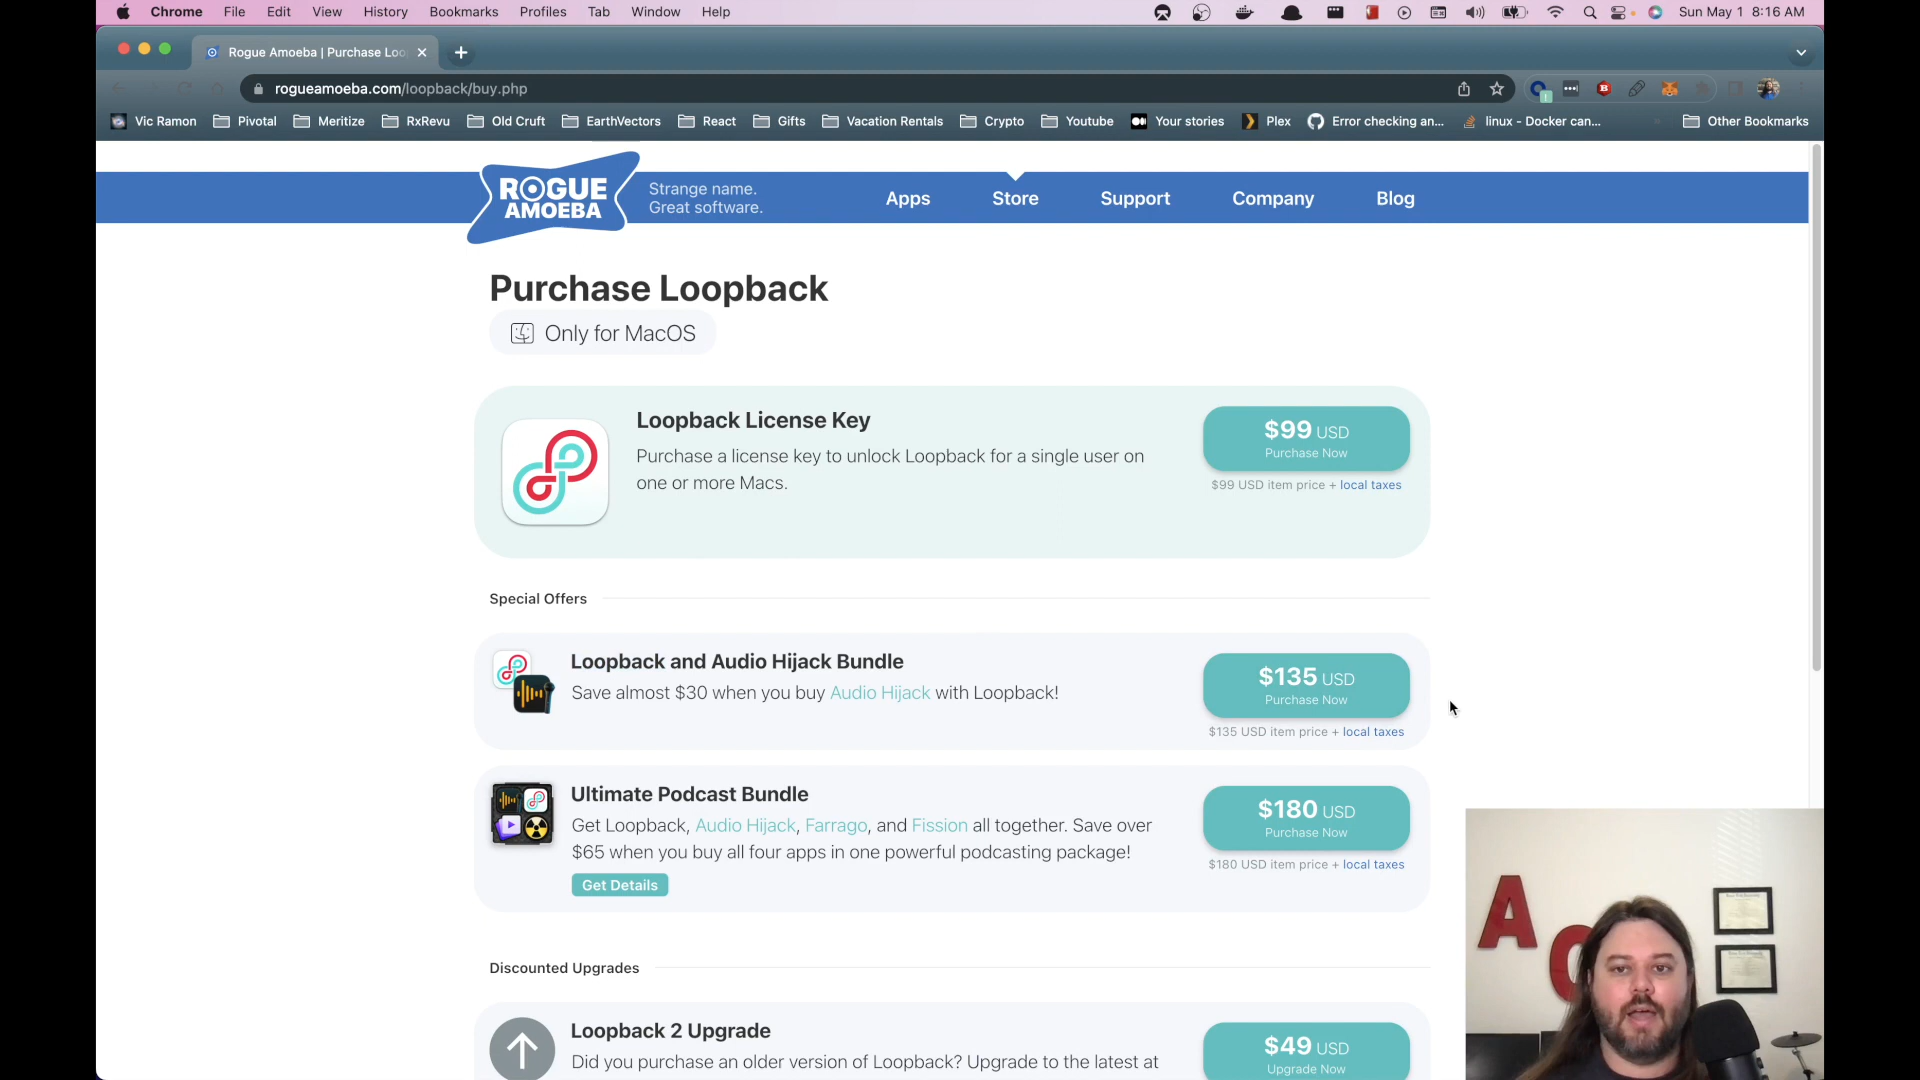 Chrome File Edit View History Bookmarks Profiles Tab Window Help Sun May 1 8:16 AM
Rogue Amoeba | Purchase Loo
rogueamoeba.com/loopback/buy.php
Vic Ramon Pivotal Meritize RxRevu Old Cruft EarthVectors React Gifts Vacation Rentals Crypto Youtube Your stories Plex Error checking an... linux - Docker can... Other Bookmarks
ROGUE
AMOEBA
Strange name.
Great software.
Apps Store Support Company Blog
Purchase Loopback
Only for MacOS
Loopback License Key
Purchase a license key to unlock Loopback for a single user on
one or more Macs.
$99 USD
Purchase Now
$99 USD item price + local taxes
Special Offers
Loopback and Audio Hijack Bundle
Save almost $30 when you buy Audio Hijack with Loopback!
$135 USD
Purchase Now
$135 USD item price + local taxes
Ultimate Podcast Bundle
Get Loopback, Audio Hijack, Farrago, and Fission all together. Save over
$65 when you buy all four apps in one powerful podcasting package!
Get Details
$180 USD
Purchase Now
$180 USD item price + local taxes
Discounted Upgrades
Loopback 2 Upgrade
Did you purchase an older version of Loopback? Upgrade to the latest at
$49 USD
Upgrade Now
A